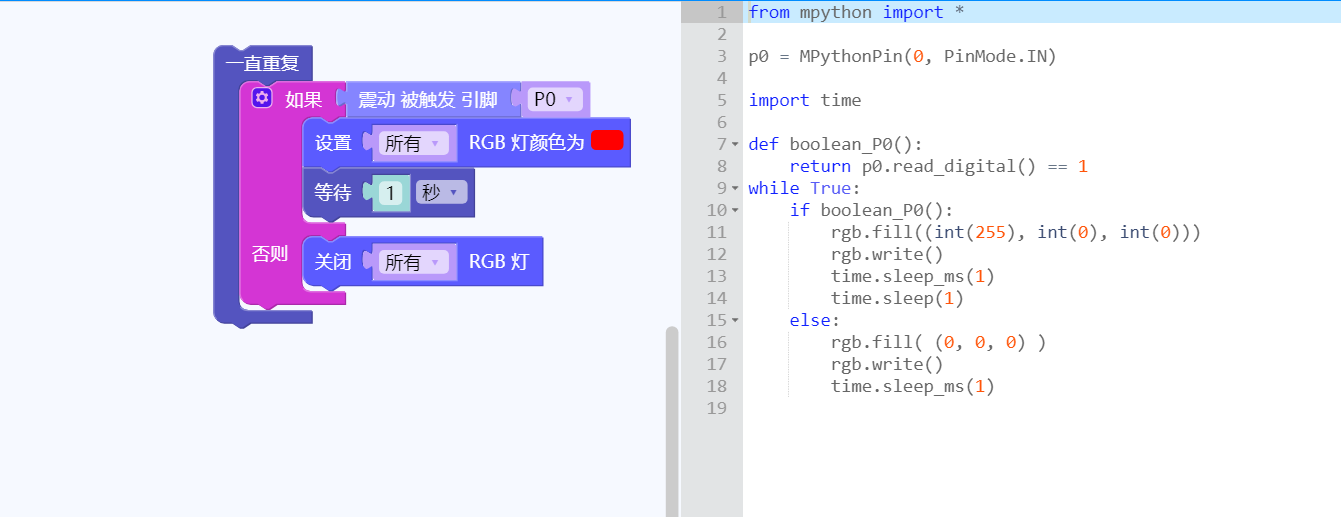 一直重复
如果 震动 被触发 引脚 P0
设置 所有 RGB 灯颜色为
等待 1 秒
否则
关闭 所有 RGB 灯
1 from mpython import *
2
3 p0 = MPythonPin(0, PinMode.IN)
4
5 import time
6
7 def boolean_P0():
8     return p0.read_digital() == 1
9 while True:
10     if boolean_P0():
11         rgb.fill((int(255), int(0), int(0)))
12         rgb.write()
13         time.sleep_ms(1)
14         time.sleep(1)
15     else:
16         rgb.fill( (0, 0, 0) )
17         rgb.write()
18         time.sleep_ms(1)
19